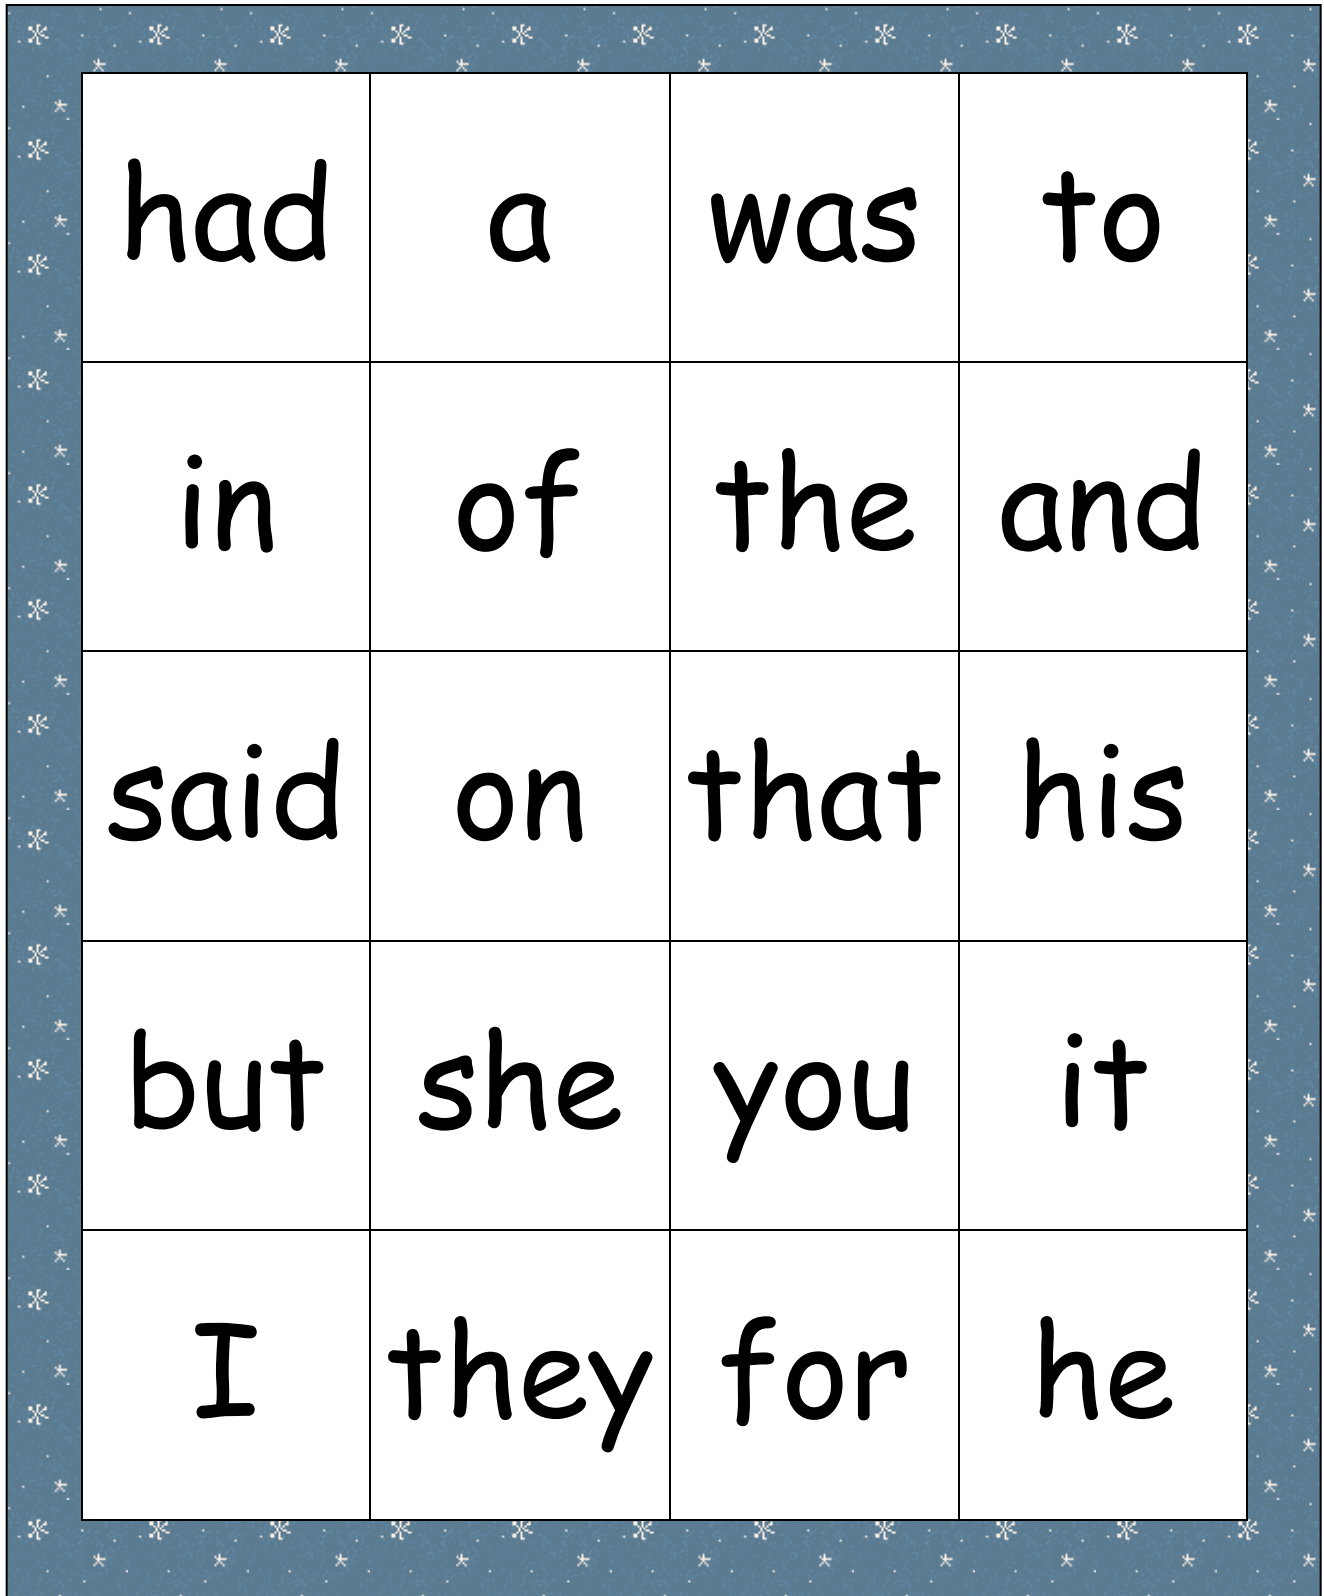 had a was to
in of the and
said on that his
but she you it
I they for he